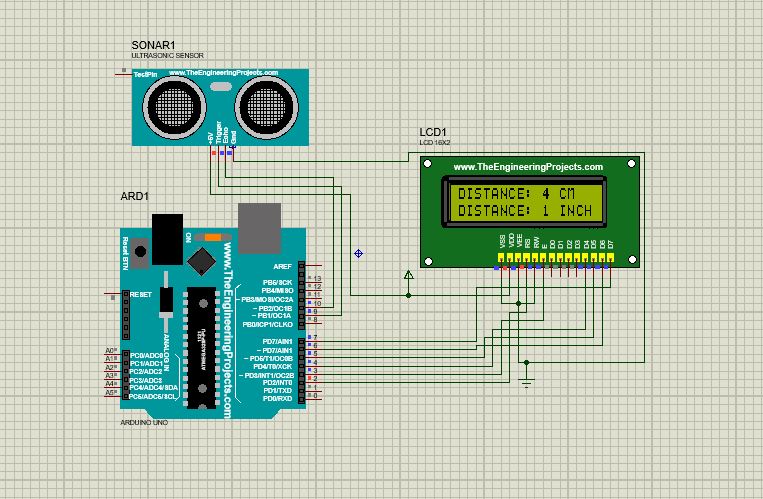 SONAR1
ULTRASONIC SENSOR
TestPin
www.TheEngineeringProjects.com
+5V
Trigger
Echo
Gnd
LCD1
LCD 16X2
www.TheEngineeringProjects.com
DISTANCE: 4 CM
DISTANCE: 1 INCH
VSS
VDD
VEE
RS
RW
E
D0
D1
D2
D3
D4
D5
D6
D7
ARD1
Reset BTN
ON
www.TheEngineeringProjects.com
AREF
PB5/SCK 13
PB4/MISO 12
~ PB3/MOSI/OC2A 11
~ PB2/OC1B 10
~ PB1/OC1A 9
PB0/ICP1/CLKO 8
RESET
ANALOG IN
PD7/AIN1 7
~ PD7/AIN1 6
~ PD5/T1/OC0B 5
PD4/T0/XCK 4
~ PD3/INT1/OC2B 3
PD2/INT0 2
PD1/TXD 1
PD0/RXD 0
A0 PC0/ADC0
A1 PC1/ADC1
A2 PC2/ADC2
A3 PC3/ADC3
A4 PC4/ADC4/SDA
A5 PC5/ADC5/SCL
ARDUINO UNO